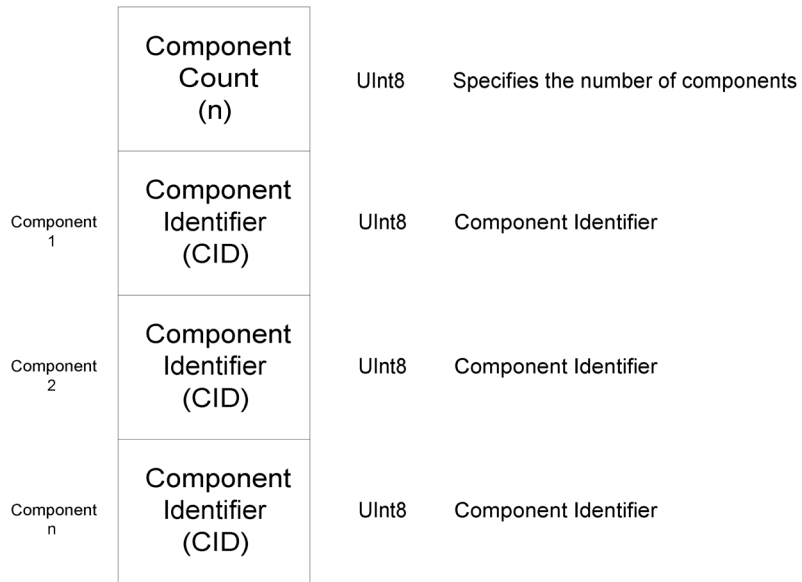 Component
Count
(n)
UInt8
Specifies the number of components
Component
1
Component
Identifier
(CID)
UInt8
Component Identifier
Component
2
Component
Identifier
(CID)
UInt8
Component Identifier
Component
n
Component
Identifier
(CID)
UInt8
Component Identifier